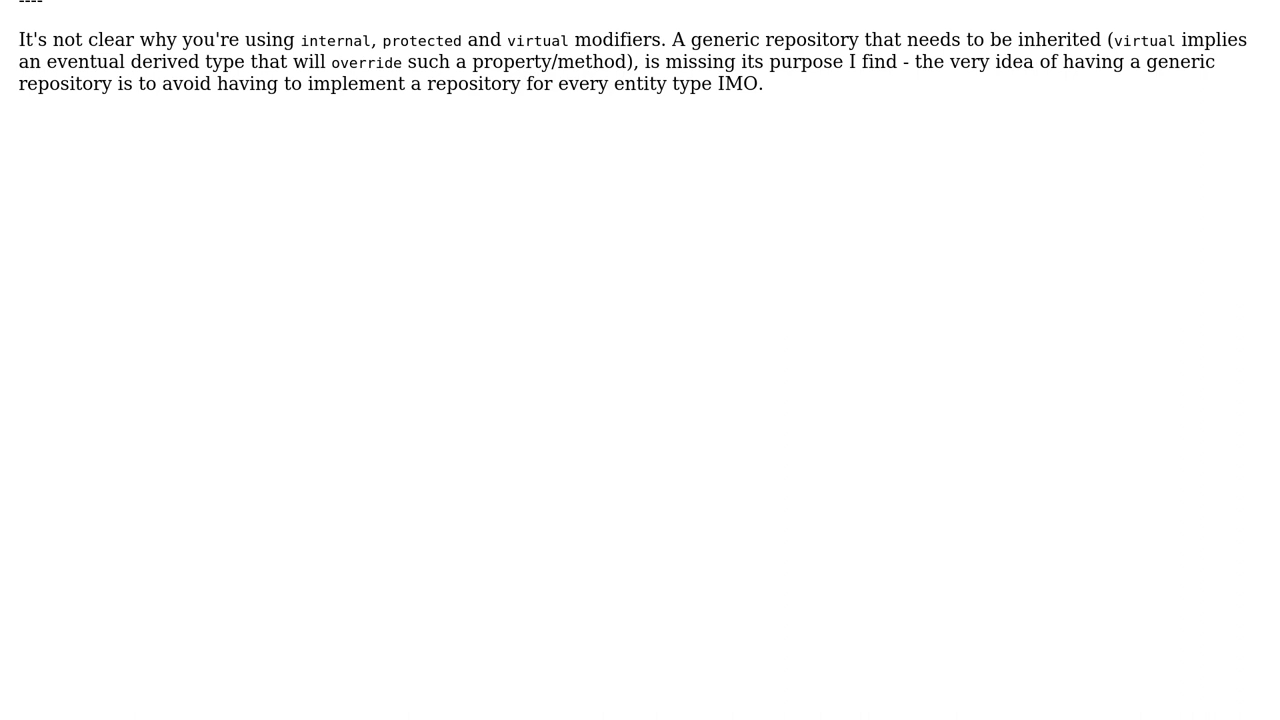 ----
It's not clear why you're using internal, protected and virtual modifiers. A generic repository that needs to be inherited (virtual implies
an eventual derived type that will override such a property/method), is missing its purpose I find - the very idea of having a generic
repository is to avoid having to implement a repository for every entity type IMO.